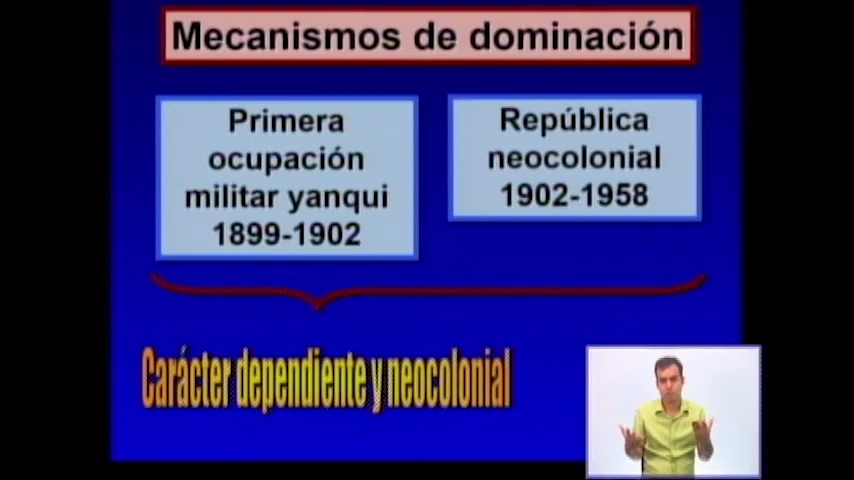 Mecanismos de dominación
Primera
ocupación
militar yanqui
1899-1902
República
neocolonial
1902-1958
Carácter dependiente y neocolonial